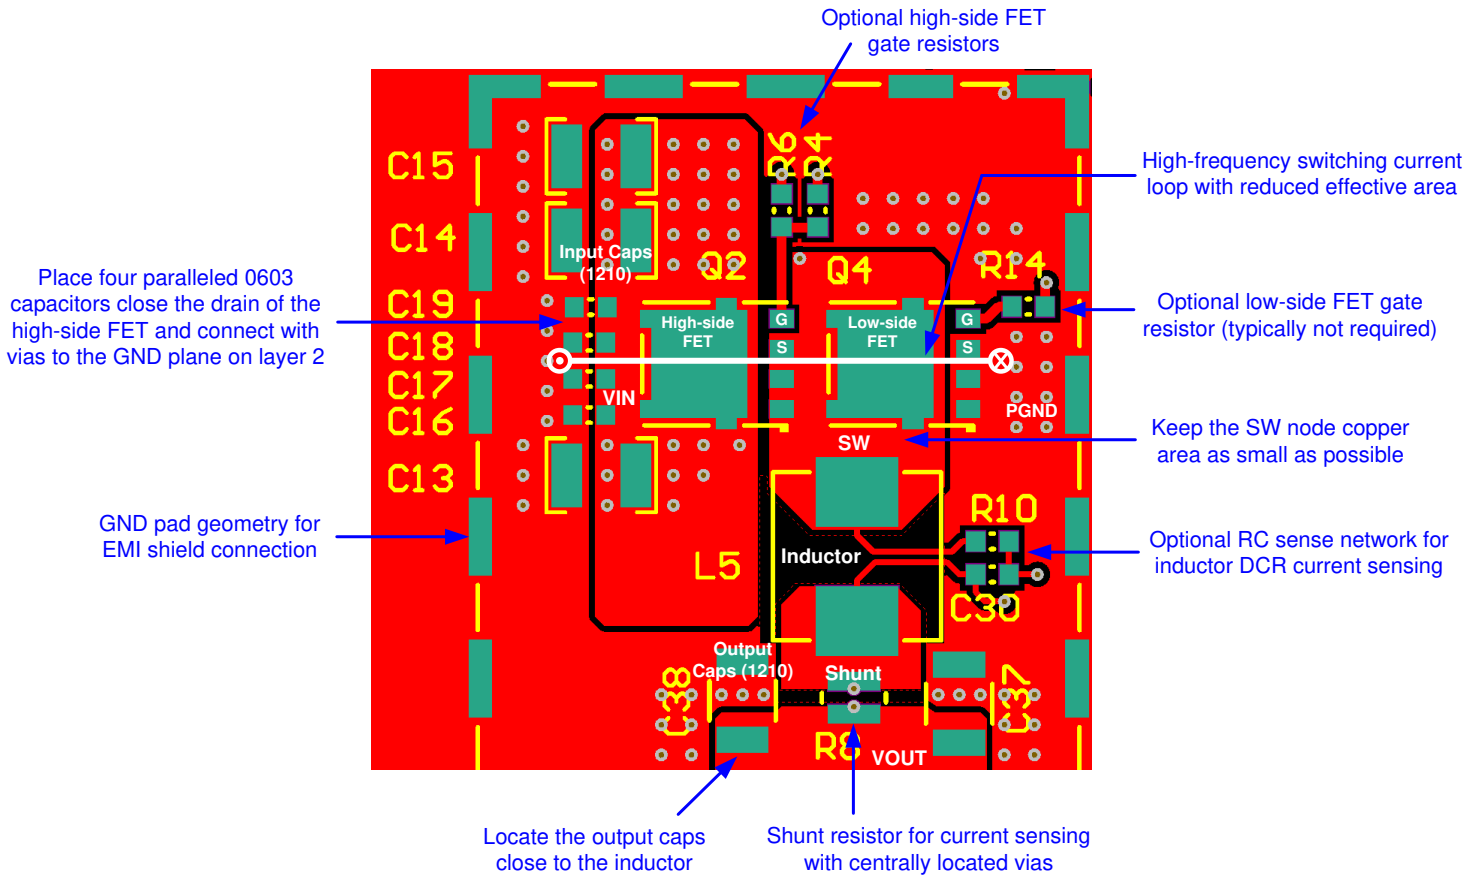 Optional high-side FET
gate resistors
High-frequency switching current
loop with reduced effective area
Place four paralleled 0603
capacitors close the drain of the
high-side FET and connect with
vias to the GND plane on layer 2
Optional low-side FET gate
resistor (typically not required)
Keep the SW node copper
area as small as possible
GND pad geometry for
EMI shield connection
Optional RC sense network for
inductor DCR current sensing
Locate the output caps
close to the inductor
Shunt resistor for current sensing
with centrally located vias
C15
C14
C19
C18
C17
C16
C13
R6
R4
Input Caps
(1210)
Q2
Q4
R14
High-side
FET
G
S
Low-side
FET
G
S
VIN
PGND
SW
R10
Inductor
L5
C30
Output
Caps (1210)
Shunt
C38
C37
R8
VOUT